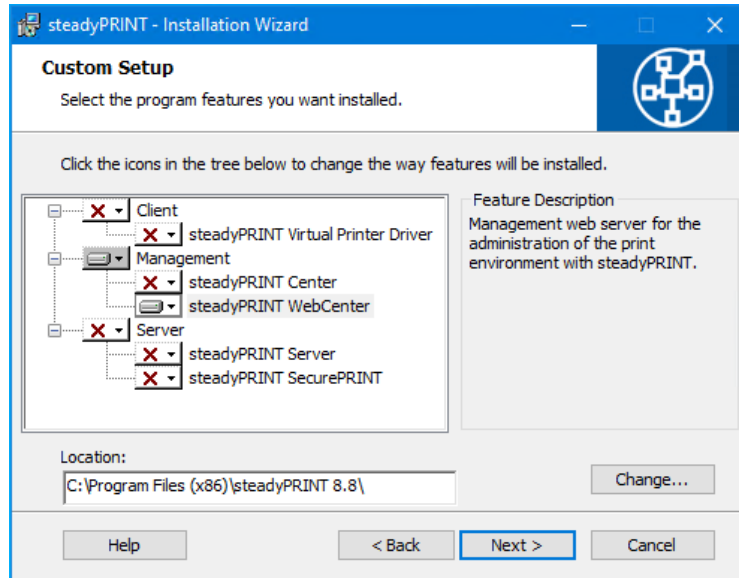 steadyPRINT - Installation Wizard
Custom Setup
Select the program features you want installed.
Click the icons in the tree below to change the way features will be installed.
Client
steadyPRINT Virtual Printer Driver
Management
steadyPRINT Center
steadyPRINT WebCenter
Server
steadyPRINT Server
steadyPRINT SecurePRINT
Feature Description
Management web server for the
administration of the print
environment with steadyPRINT.
Location:
C:\Program Files (x86)\steadyPRINT 8.8\
Change...
Help
< Back
Next >
Cancel